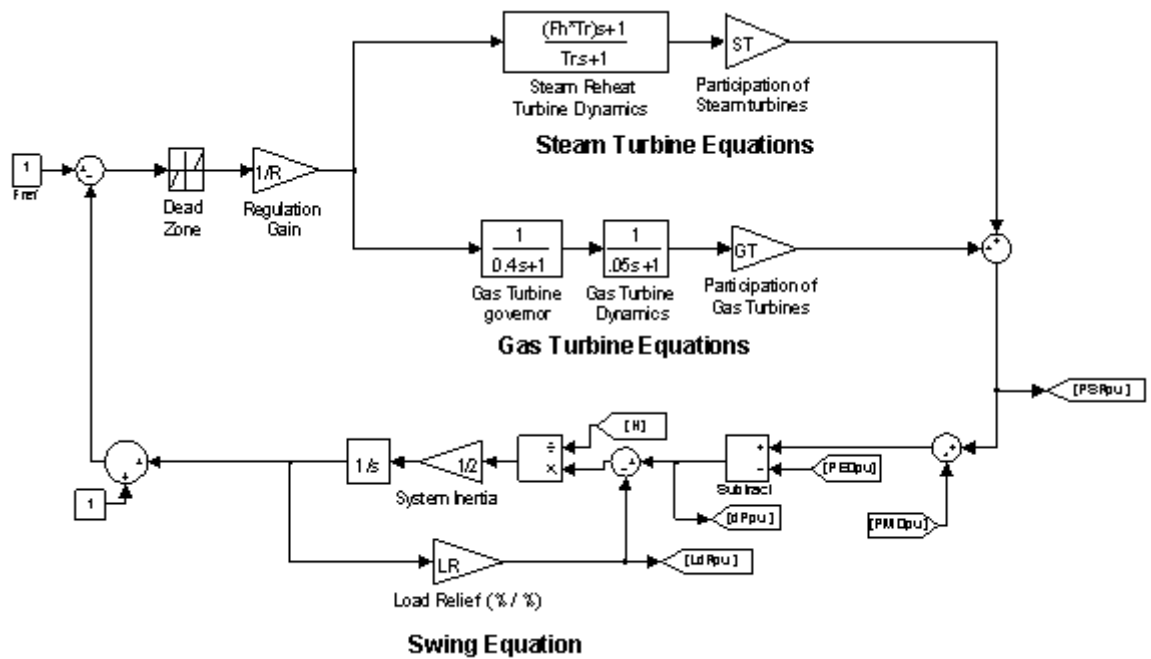 (Fh*Tr)s+1
Tr.s+1
Steam Reheat
Turbine Dynamics
ST
Participation of
Steam turbines
Steam Turbine Equations
1
Fref
Dead
Zone
1/R
Regulation
Gain
1
0.4s+1
Gas Turbine
governor
1
.05s+1
Gas Turbine
Dynamics
GT
Participation of
Gas Turbines
Gas Turbine Equations
[PSRpu]
[H]
1/s
1/2
System Inertia
÷
×
+
−
Subtract
[PEOpu]
[PMOpu]
[dPpu]
1
LR
Load Relief (% / %)
[LdRpu]
Swing Equation